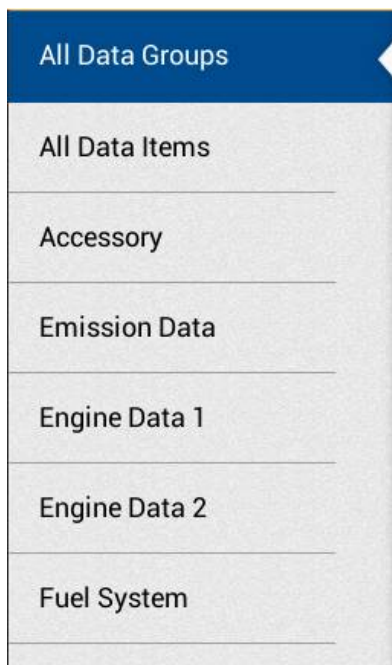 All Data Groups
All Data Items
Accessory
Emission Data
Engine Data 1
Engine Data 2
Fuel System